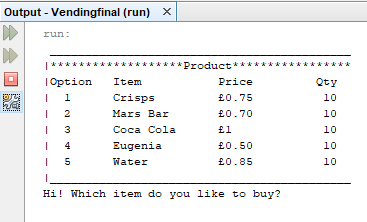 Output - Vendingfinal (run) ×
run:
________________________________________
|*******************Product*****************
|Option Item Price Qty
| 1 Crisps £0.75 10
| 2 Mars Bar £0.70 10
| 3 Coca Cola £1 10
| 4 Eugenia £0.50 10
| 5 Water £0.85 10
|________________________________________
Hi! Which item do you like to buy?